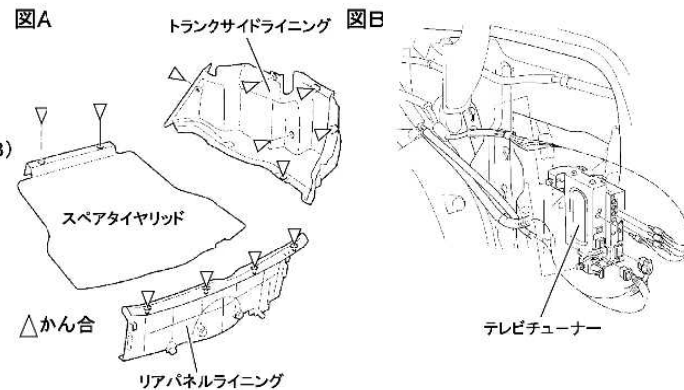 図A
図B
トランクサイドライニング
スペアタイヤリッド
△かん合
リアパネルライニング
テレビチューナー